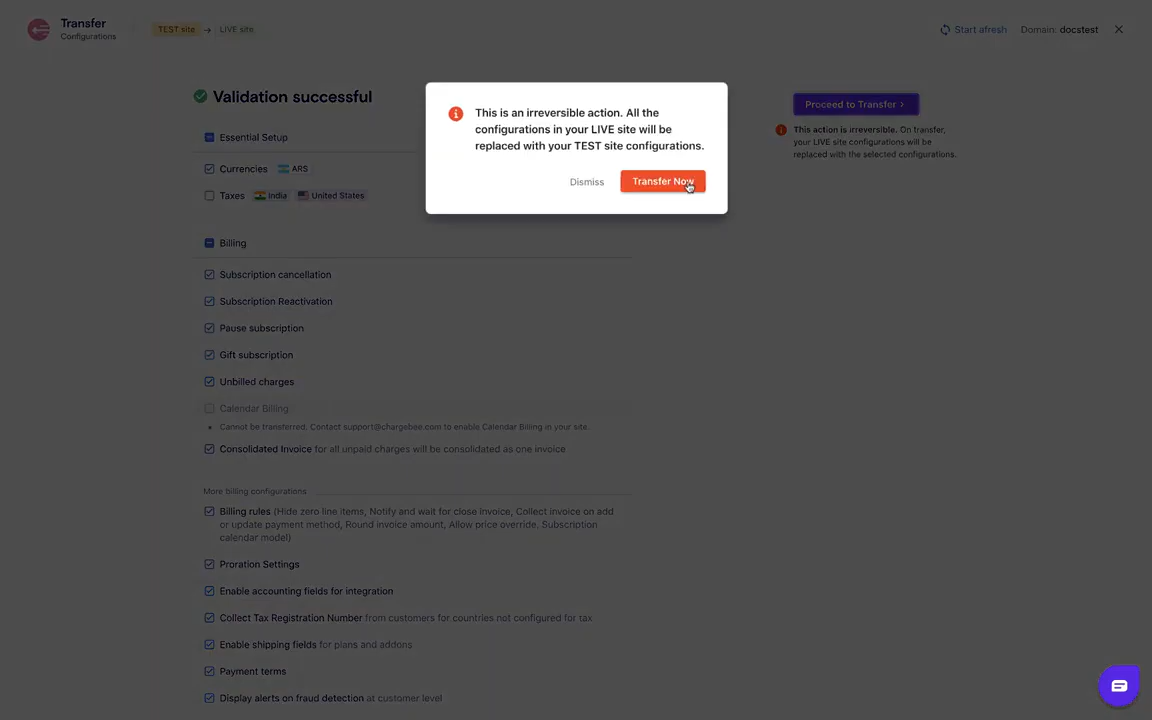 Transfer
Configurations
TEST site → LIVE site
Start afresh
Domain: docstest
Validation successful
Essential Setup
Currencies ARS
Taxes India United States
Billing
Subscription cancellation
Subscription Reactivation
Pause subscription
Gift subscription
Unbilled charges
Calendar Billing
Cannot be transferred, Contact support@chargebee.com to enable Calendar Billing in your site.
Consolidated Invoice for all unpaid charges will be consolidated as one invoice
More billing configurations
Billing rules (Hide zero line items, Notify and wait for close invoice, Collect invoice on add
or update payment method, Round invoice amount, Allow price override, Subscription
calendar model)
Proration Settings
Enable accounting fields for integration
Collect Tax Registration Number from customers for countries not configured for tax
Enable shipping fields for plans and addons
Payment terms
Display alerts on fraud detection at customer level
This is an irreversible action. All the
configurations in your LIVE site will be
replaced with your TEST site configurations.
Dismiss
Transfer Now
Proceed to Transfer >
This action is irreversible. On transfer,
your LIVE site configurations will be
replaced with the selected configurations.